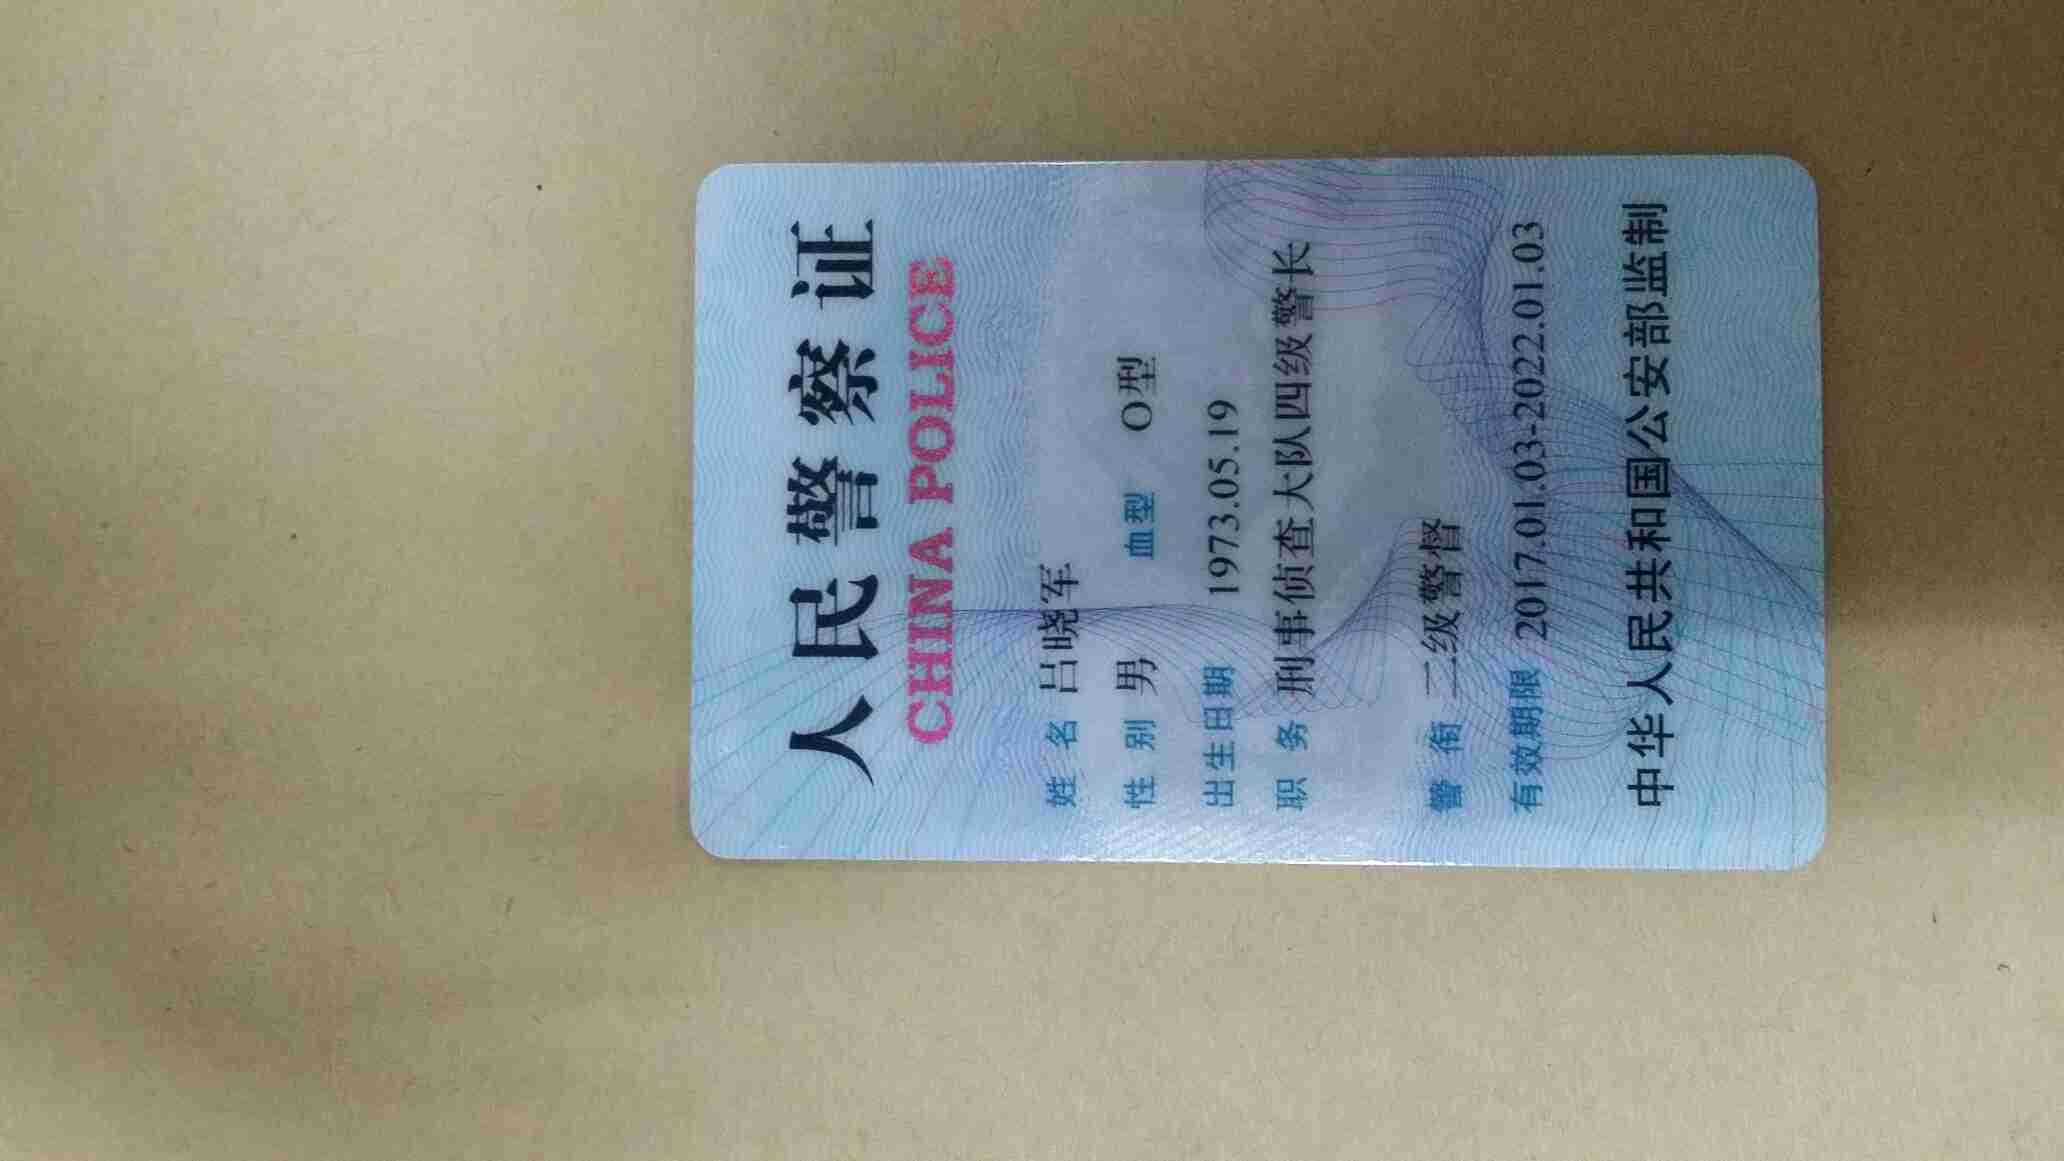 人民警察证
CHINA POLICE
姓名 吕晓军
性别 男 血型 O型
出生日期 1973.05.19
职务 刑事侦查大队四级警长
警衔 二级警督
有效期限 2017.01.03-2022.01.03
中华人民共和国公安部监制